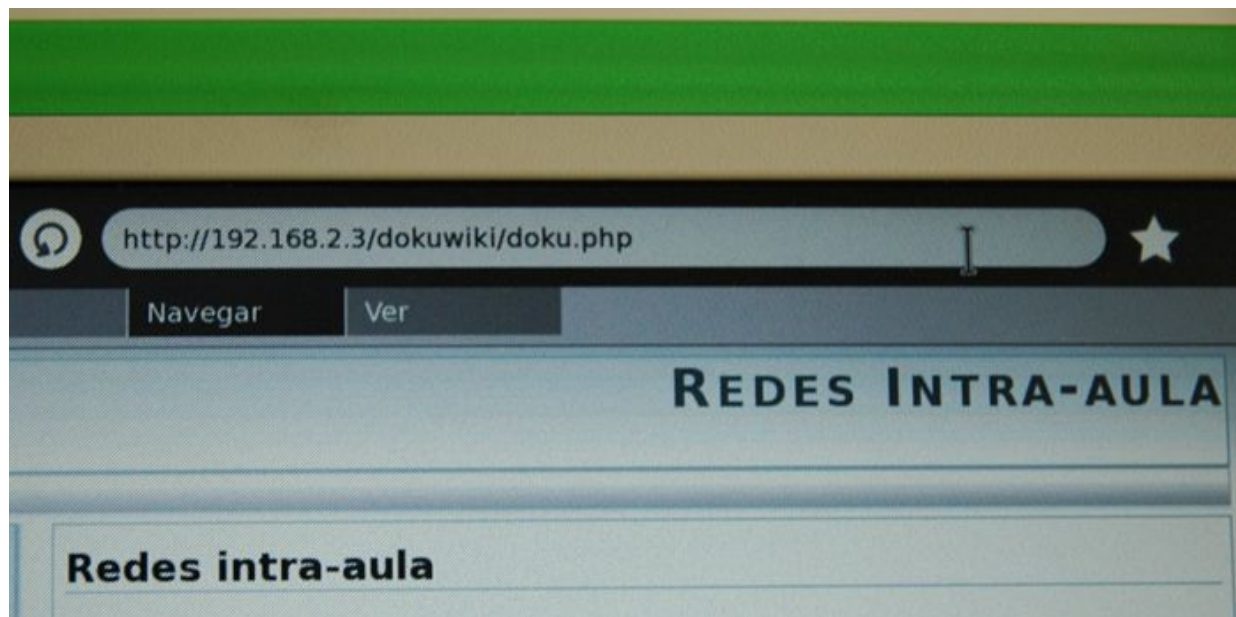 http://192.168.2.3/dokuwiki/doku.php
Navegar Ver
REDES INTRA-AULA
Redes intra-aula